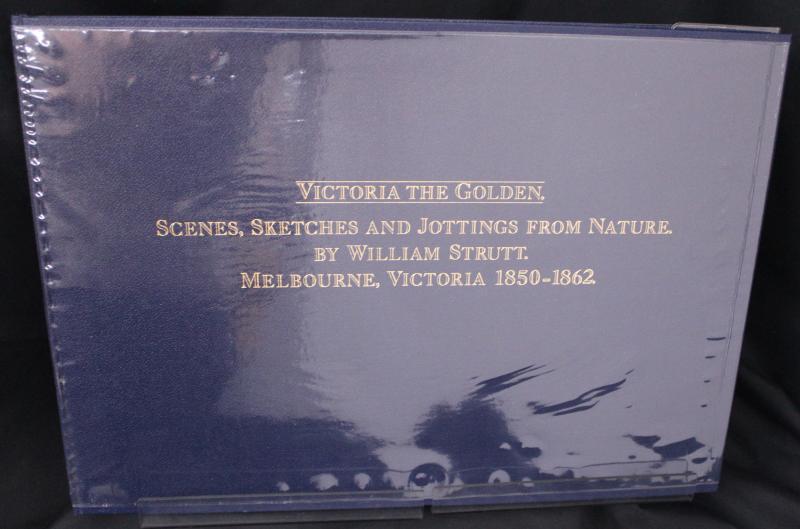 VICTORIA THE GOLDEN.
SCENES, SKETCHES AND JOTTINGS FROM NATURE.
BY WILLIAM STRUTT.
MELBOURNE, VICTORIA 1850-1862.